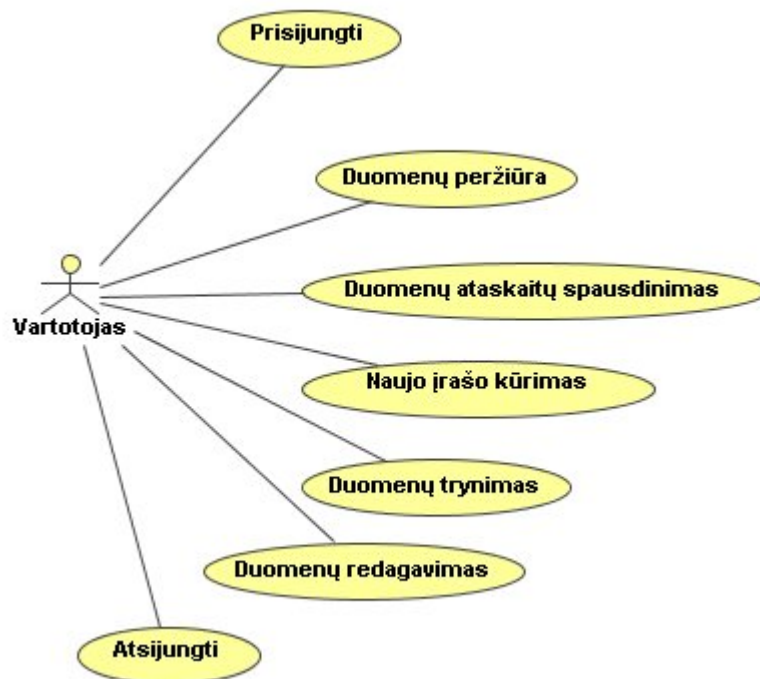 Prisijungti
Duomenų peržiūra
Duomenų ataskaitų spausdinimas
Vartotojas
Naujo įrašo kūrimas
Duomenų trynimas
Duomenų redagavimas
Atsijungti